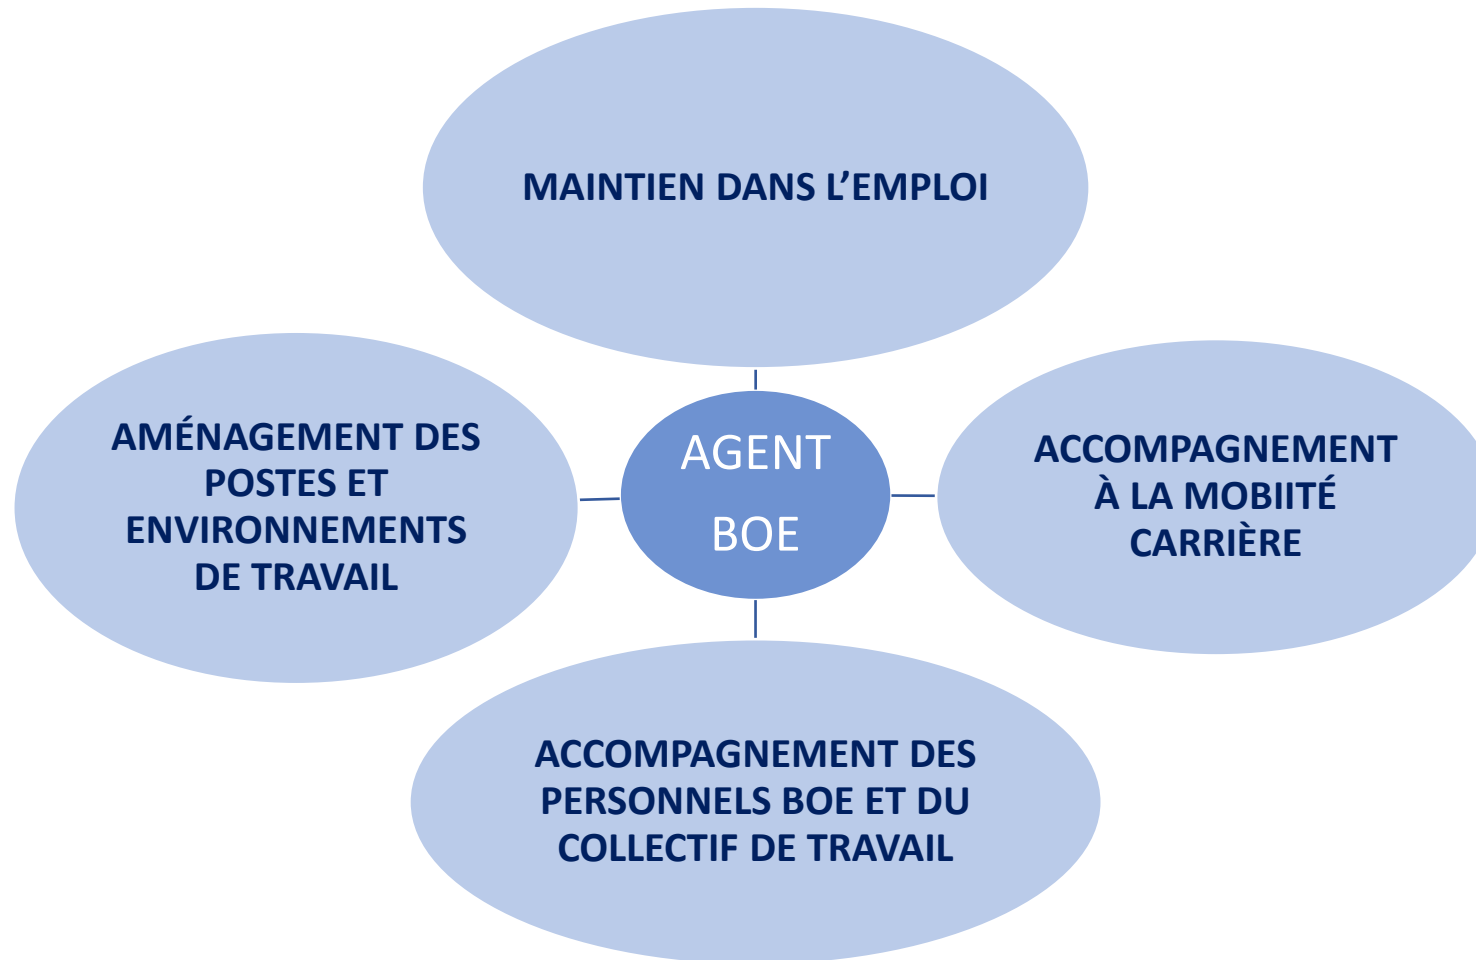 MAINTIEN DANS L’EMPLOI
AMÉNAGEMENT DES
POSTES ET
ENVIRONNEMENTS
DE TRAVAIL
AGENT
BOE
ACCOMPAGNEMENT
À LA MOBIITÉ
CARRIÈRE
ACCOMPAGNEMENT DES
PERSONNELS BOE ET DU
COLLECTIF DE TRAVAIL